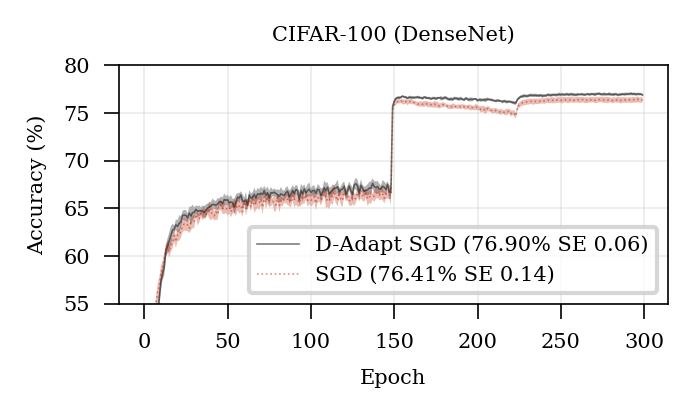 CIFAR-100 (DenseNet)
80
75
70
65
60
55
Accuracy (%)
D-Adapt SGD (76.90% SE 0.06)
SGD (76.41% SE 0.14)
0 50 100 150 200 250 300
Epoch